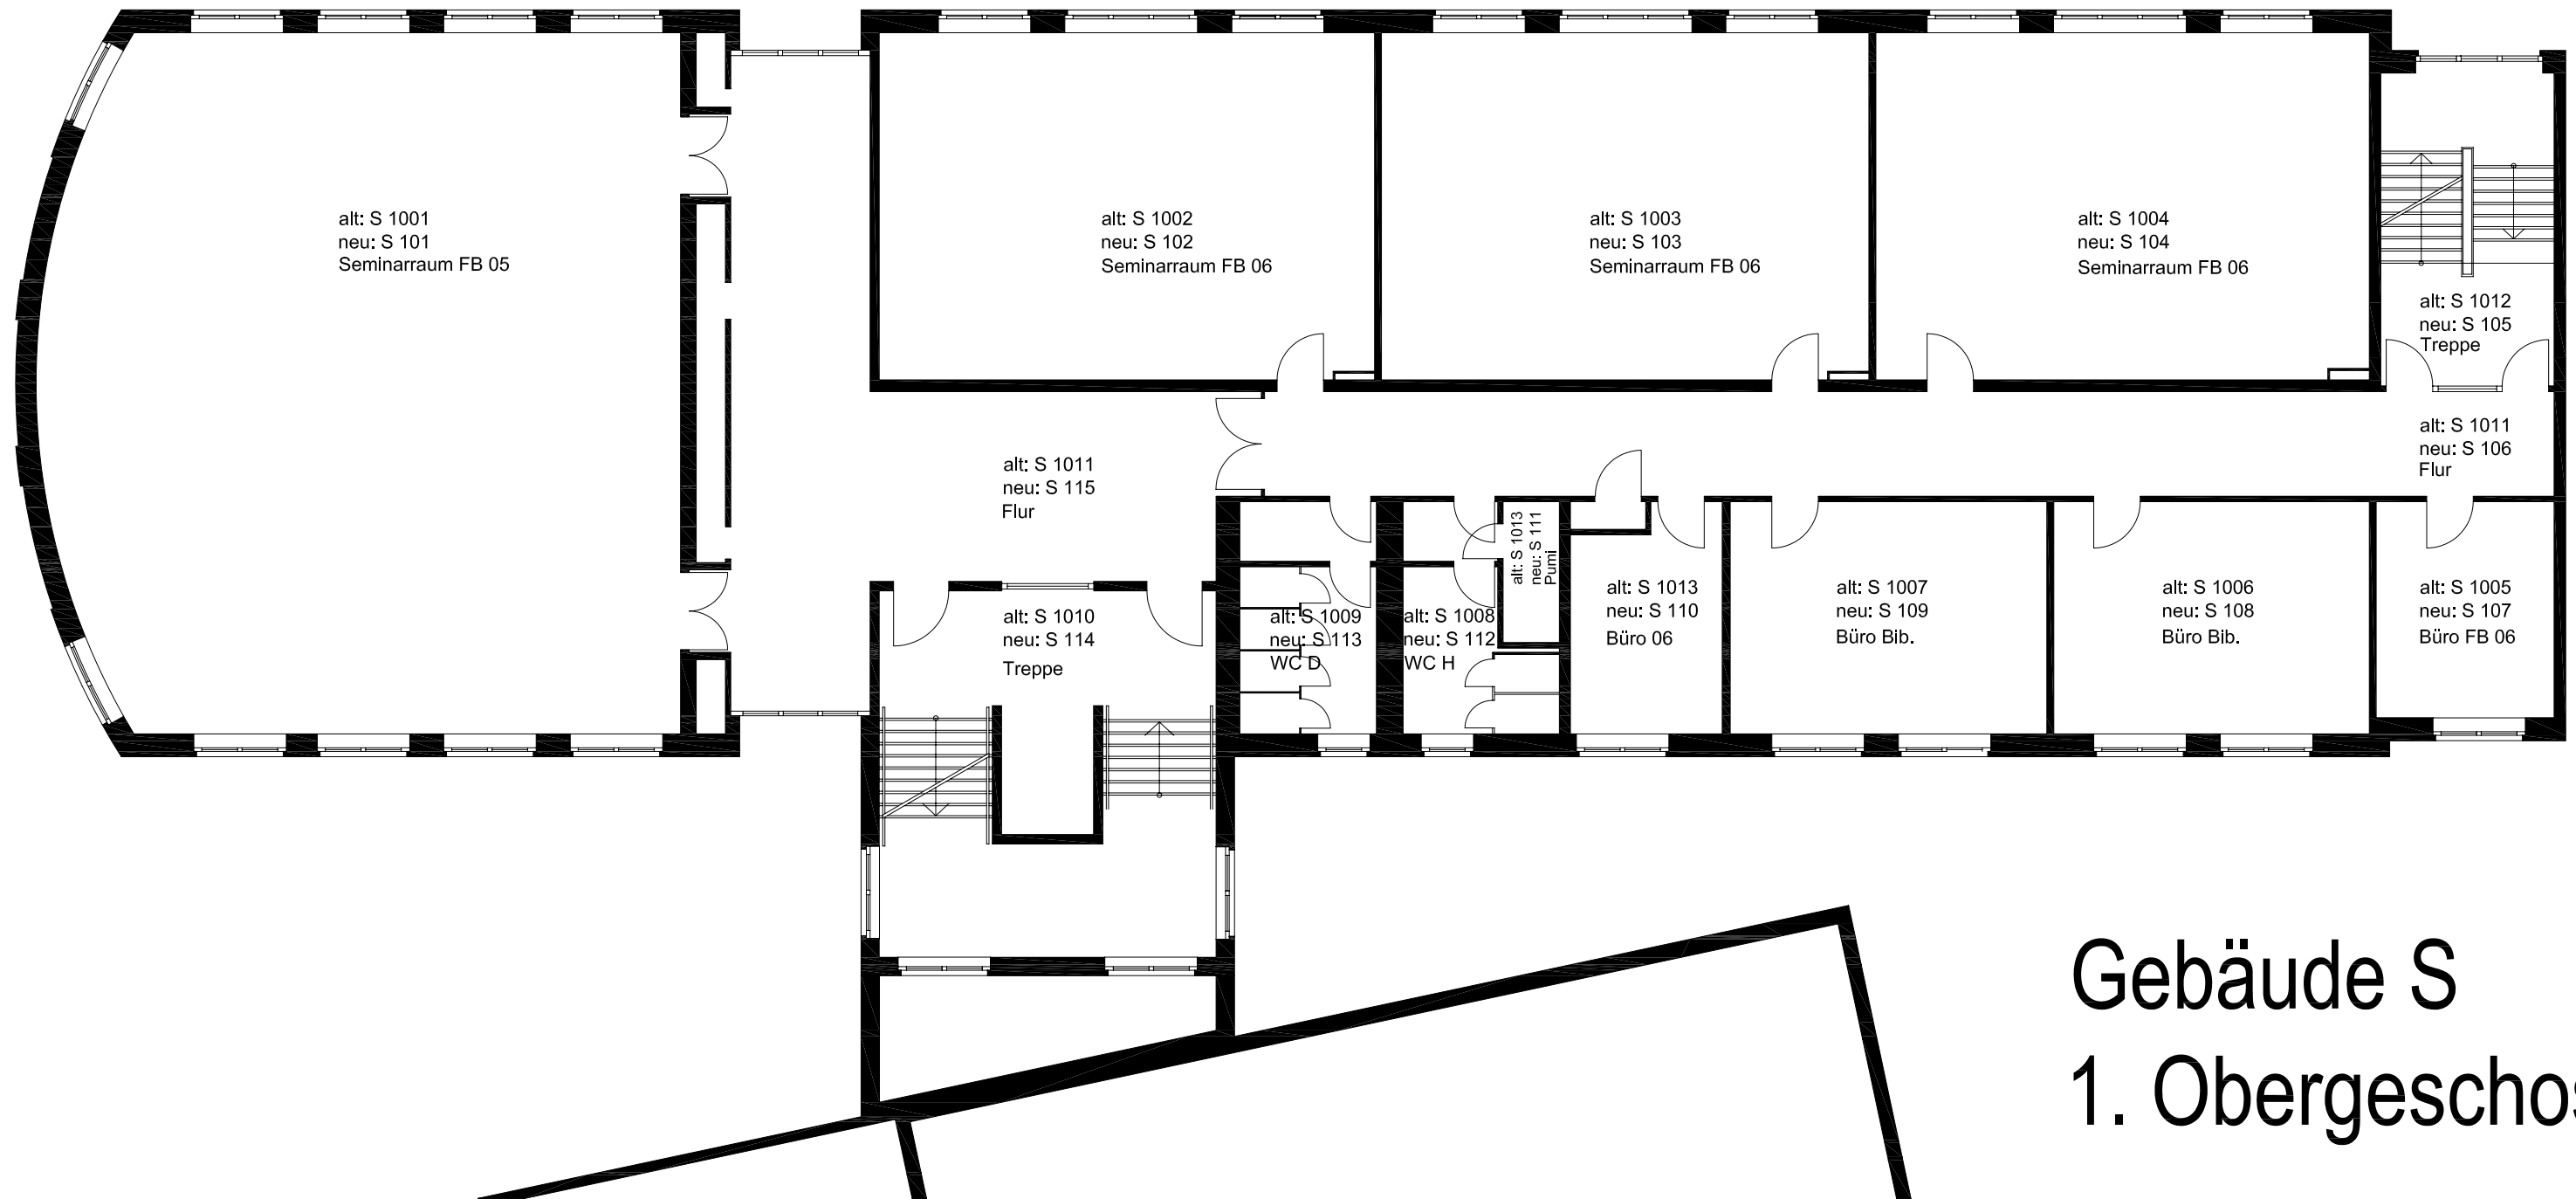 alt: S 1001
neu: S 101
Seminarraum FB 05
alt: S 1002
neu: S 102
Seminarraum FB 06
alt: S 1003
neu: S 103
Seminarraum FB 06
alt: S 1004
neu: S 104
Seminarraum FB 06
alt: S 1012
neu: S 105
Treppe
alt: S 1011
neu: S 106
Flur
alt: S 1011
neu: S 115
Flur
alt: S 1010
neu: S 114
Treppe
alt: S 1009
neu: S 113
WC D
alt: S 1008
neu: S 112
WC H
alt: S 1013
neu: S 111
Pumi
alt: S 1013
neu: S 110
Büro 06
alt: S 1007
neu: S 109
Büro Bib.
alt: S 1006
neu: S 108
Büro Bib.
alt: S 1005
neu: S 107
Büro FB 06
Gebäude S
1. Obergeschos